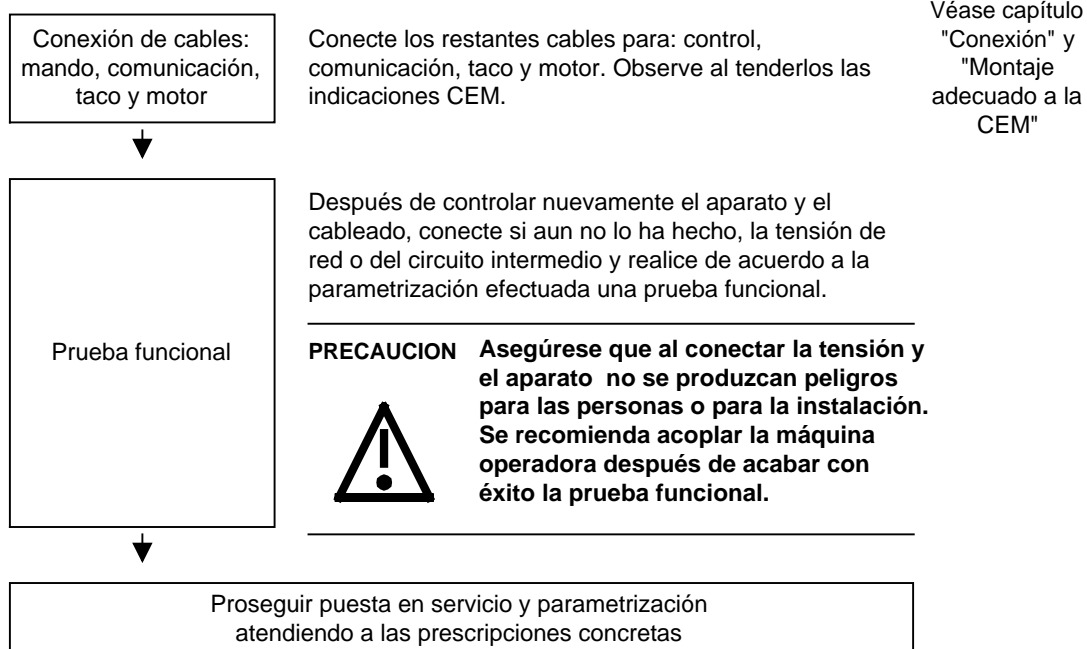 Conexión de cables:
mando, comunicación,
taco y motor
Conecte los restantes cables para: control,
comunicación, taco y motor. Observe al tenderlos las
indicaciones CEM.
Véase capítulo
"Conexión" y
"Montaje
adecuado a la
CEM"
Prueba funcional
Después de controlar nuevamente el aparato y el
cableado, conecte si aun no lo ha hecho, la tensión de
red o del circuito intermedio y realice de acuerdo a la
parametrización efectuada una prueba funcional.
PRECAUCION
Asegúrese que al conectar la tensión y
el aparato no se produzcan peligros
para las personas o para la instalación.
Se recomienda acoplar la máquina
operadora después de acabar con
éxito la prueba funcional.
Proseguir puesta en servicio y parametrización
atendiendo a las prescripciones concretas